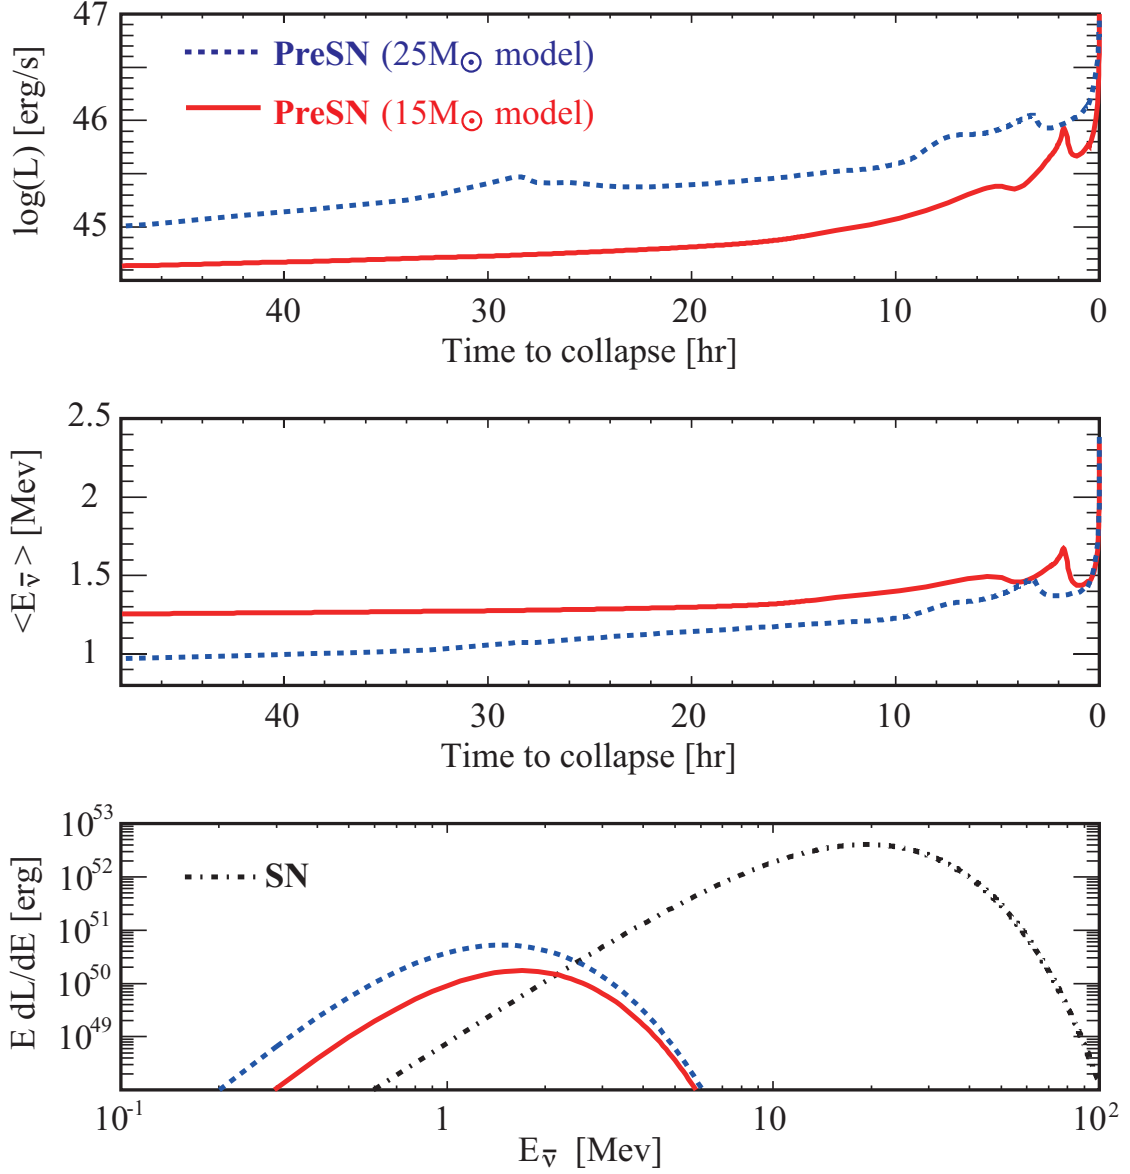 47
46
45
log(L) [erg/s]
PreSN (25M☉ model)
PreSN (15M☉ model)
40 30 20 10 0
Time to collapse [hr]
2.5
2
1.5
1
<E_ν̅> [Mev]
40 30 20 10 0
Time to collapse [hr]
10^53
10^52
10^51
10^50
10^49
E dL/dE [erg]
SN
10^-1 1 10 10^2
E_ν̅ [Mev]